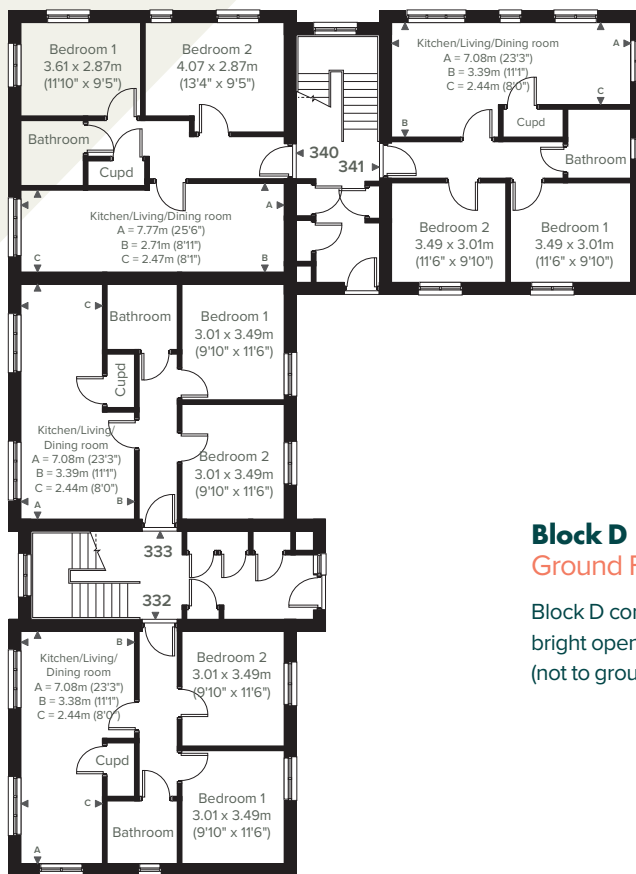 Bedroom 1
3.61 x 2.87m
(11'10" x 9'5")
Bedroom 2
4.07 x 2.87m
(13'4" x 9'5")
Bathroom
Cupd
340
341
Kitchen/Living/Dining room
A = 7.77m (25'6")
B = 2.71m (8'11")
C = 2.47m (8'1")
A
C
B
Kitchen/Living/Dining room
A = 7.08m (23'3")
B = 3.39m (11'1")
C = 2.44m (8'0")
A
B
C
Cupd
Bathroom
Bedroom 2
3.49 x 3.01m
(11'6" x 9'10")
Bedroom 1
3.49 x 3.01m
(11'6" x 9'10")
C
Bathroom
Bedroom 1
3.01 x 3.49m
(9'10" x 11'6")
Cupd
Kitchen/Living/
Dining room
A = 7.08m (23'3")
B = 3.39m (11'1")
C = 2.44m (8'0")
B
A
Bedroom 2
3.01 x 3.49m
(9'10" x 11'6")
333
332
Block D
Ground F
Block D cor
bright open
(not to grou
B
Kitchen/Living/
Dining room
A = 7.08m (23'3")
B = 3.38m (11'1")
C = 2.44m (8'0")
Bedroom 2
3.01 x 3.49m
(9'10" x 11'6")
Cupd
C
Bedroom 1
3.01 x 3.49m
(9'10" x 11'6")
Bathroom
A